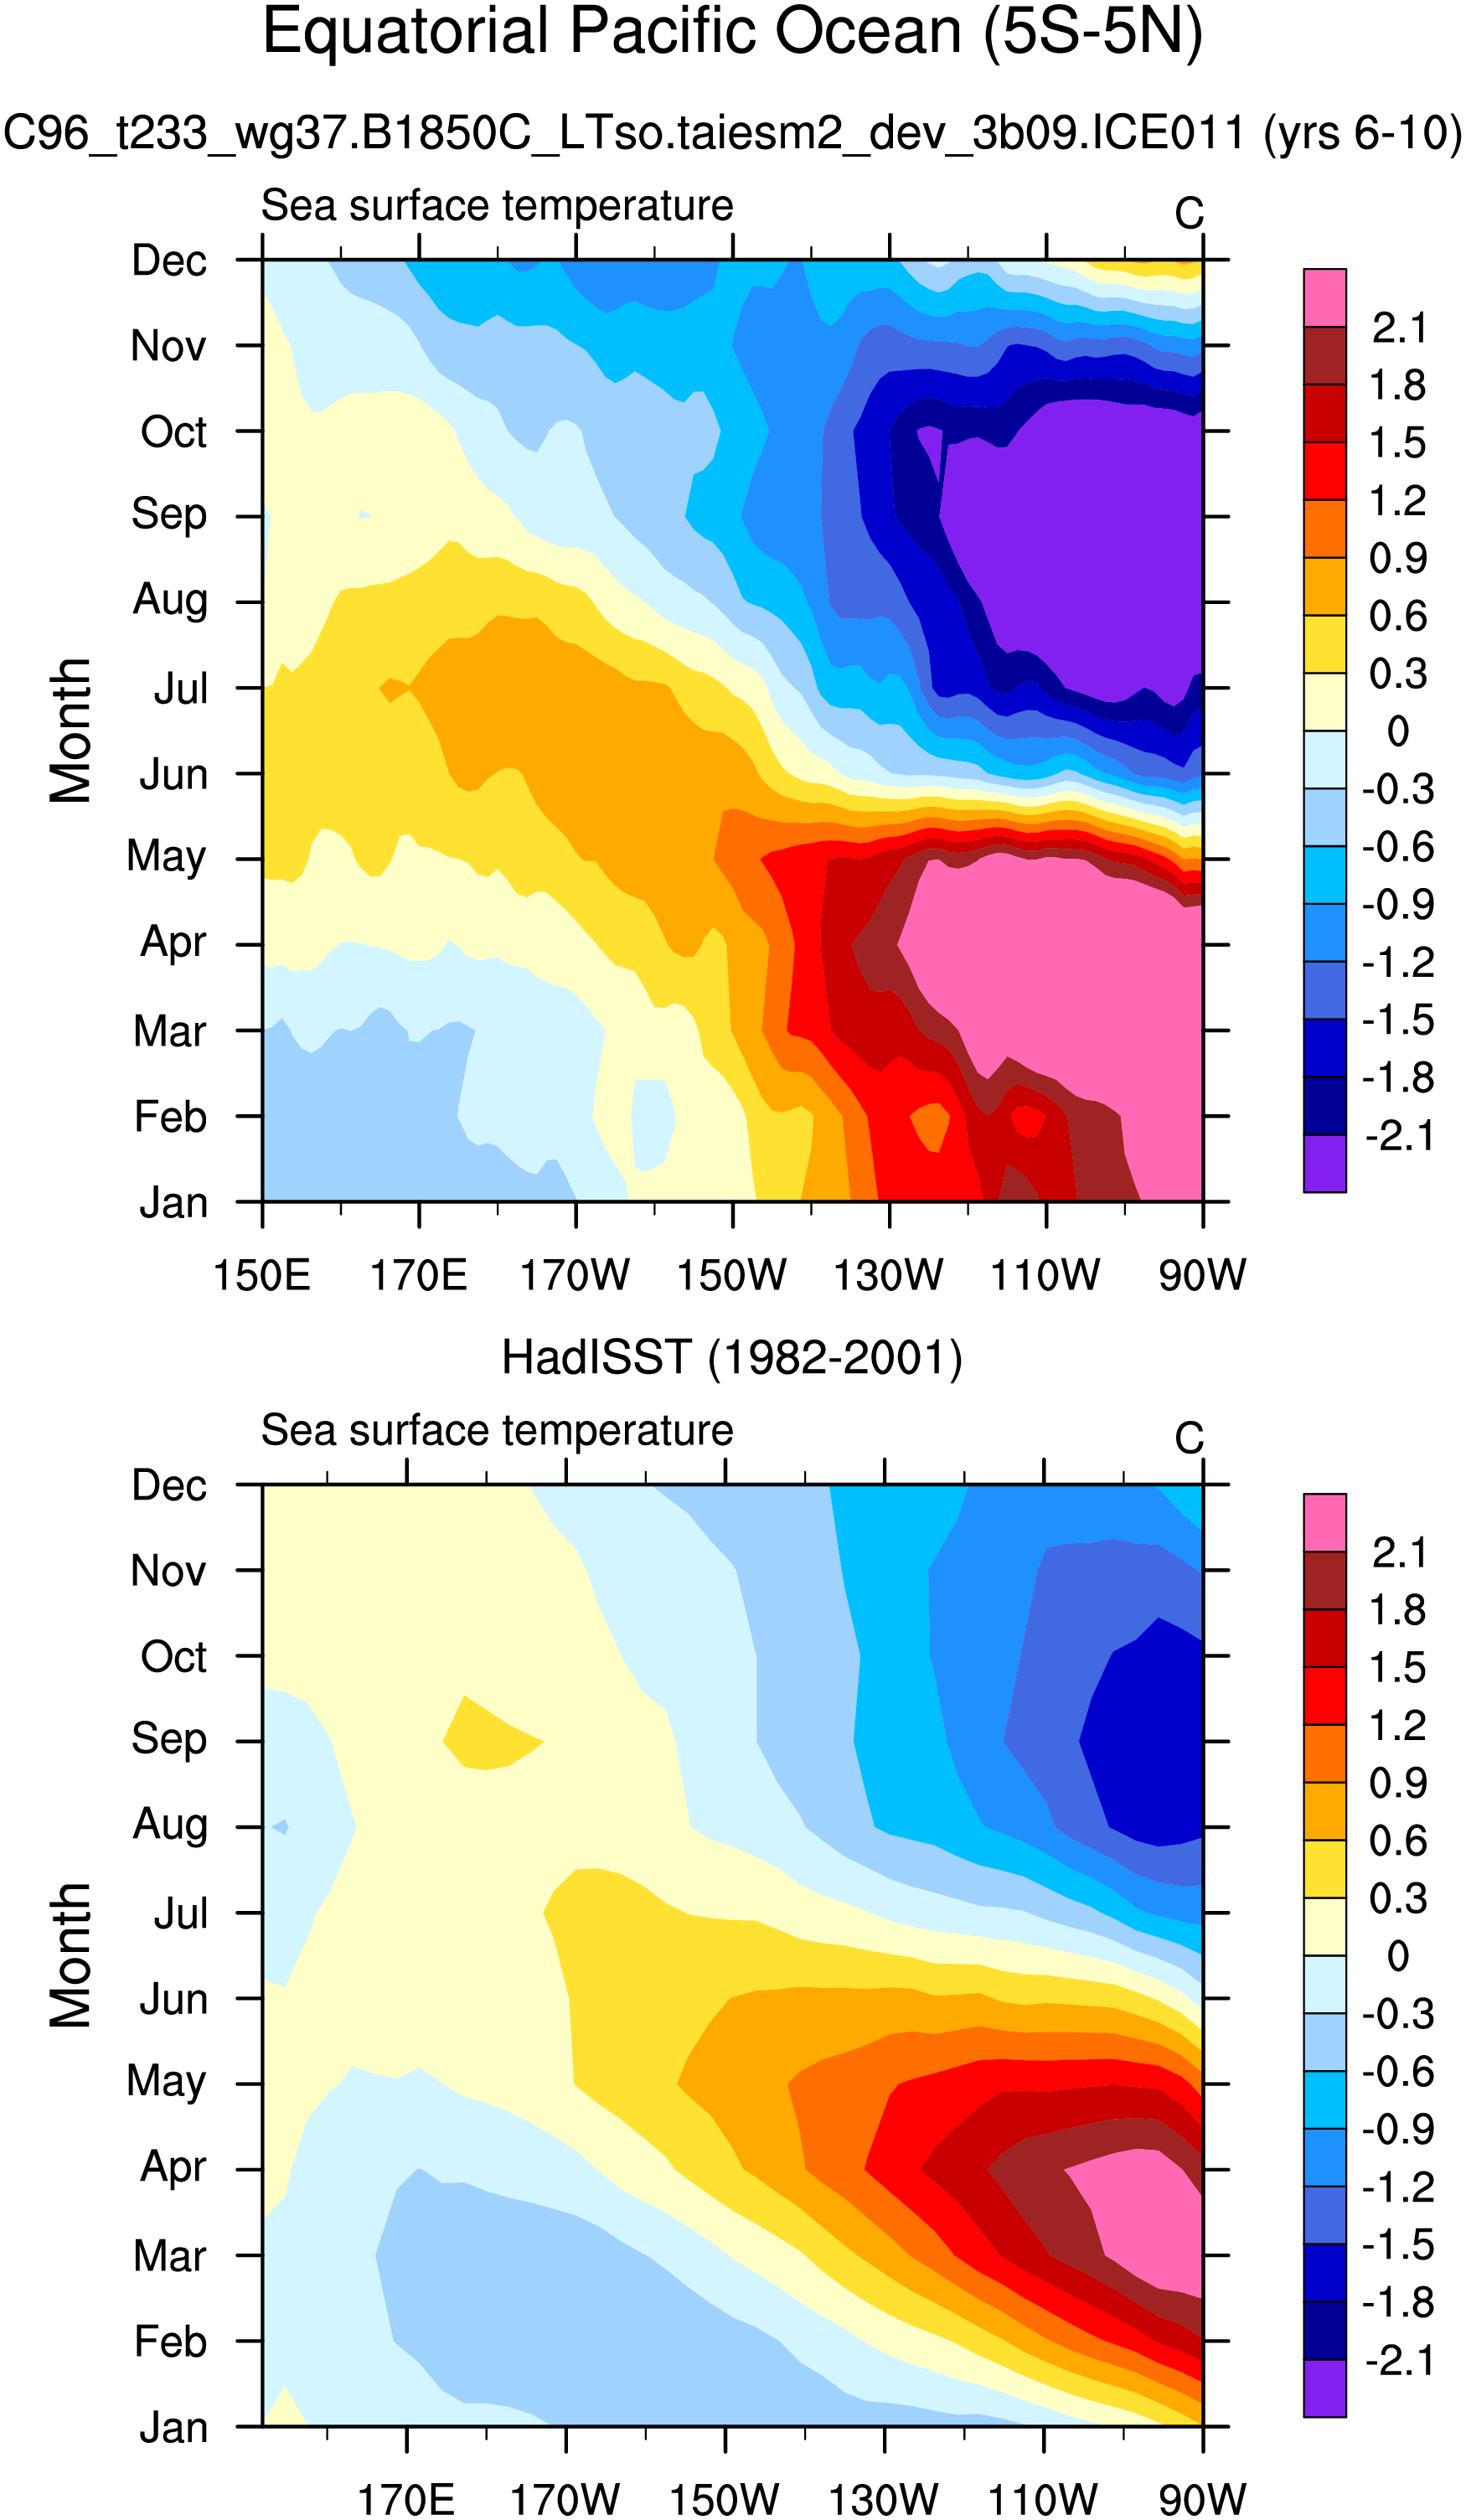 Equatorial Pacific Ocean (5S-5N)
C96_t233_wg37.B1850C_LTso.taiesm2_dev_3b09.ICE011 (yrs 6-10)
Sea surface temperature C
Dec
Nov
Oct
Sep
Aug
Jul
Jun
May
Apr
Mar
Feb
Jan
Month
150E 170E 170W 150W 130W 110W 90W
2.1
1.8
1.5
1.2
0.9
0.6
0.3
0
-0.3
-0.6
-0.9
-1.2
-1.5
-1.8
-2.1
HadISST (1982-2001)
Sea surface temperature C
Dec
Nov
Oct
Sep
Aug
Jul
Jun
May
Apr
Mar
Feb
Jan
Month
170E 170W 150W 130W 110W 90W
2.1
1.8
1.5
1.2
0.9
0.6
0.3
0
-0.3
-0.6
-0.9
-1.2
-1.5
-1.8
-2.1